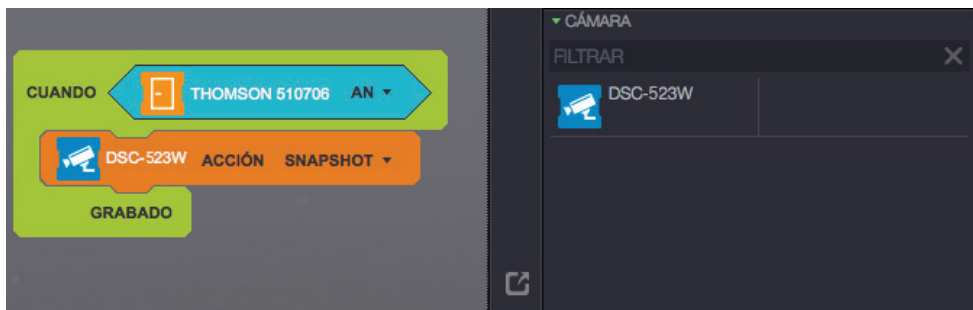 CUANDO THOMSON 510706 AN
DSC-523W ACCIÓN SNAPSHOT
GRABADO
CÁMARA
FILTRAR
DSC-523W